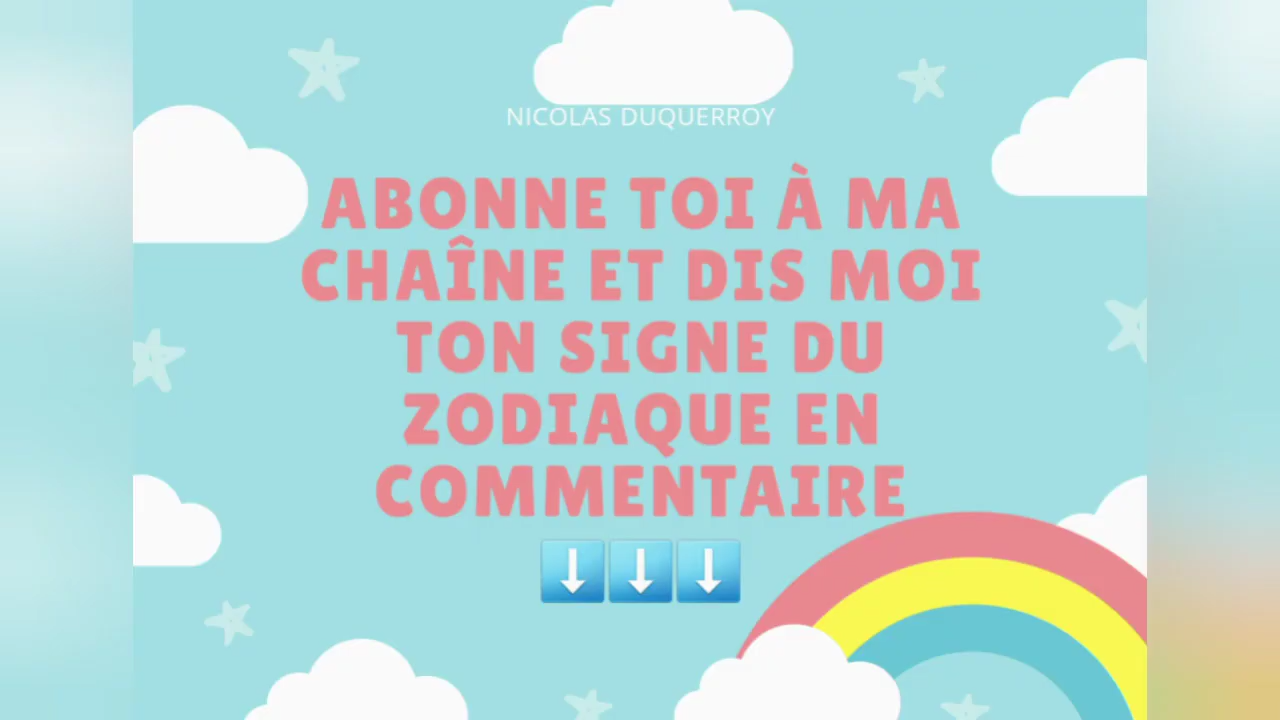 NICOLAS DUQUERROY
ABONNE TOI À MA
CHAÎNE ET DIS MOI
TON SIGNE DU
ZODIAQUE EN
COMMENTAIRE
⬇️⬇️⬇️